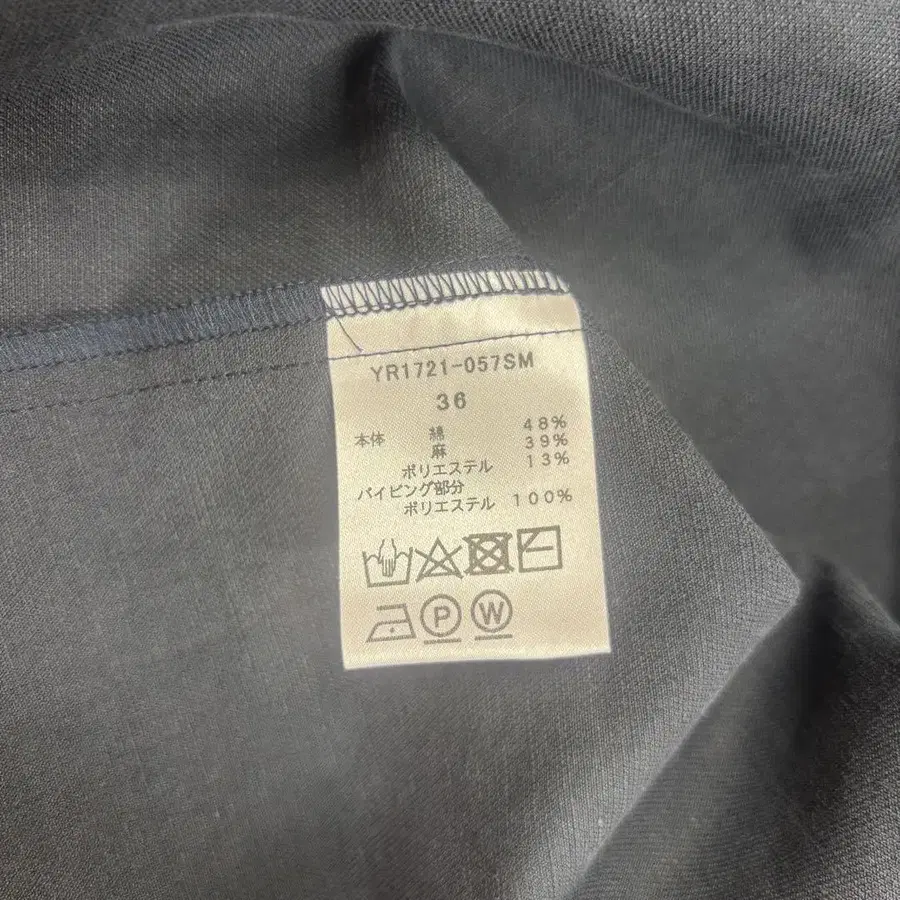 YR1721-057SM
36
本体 綿 48%
麻 39%
ポリエステル 13%
パイピング部分
ポリエステル 100%
P W